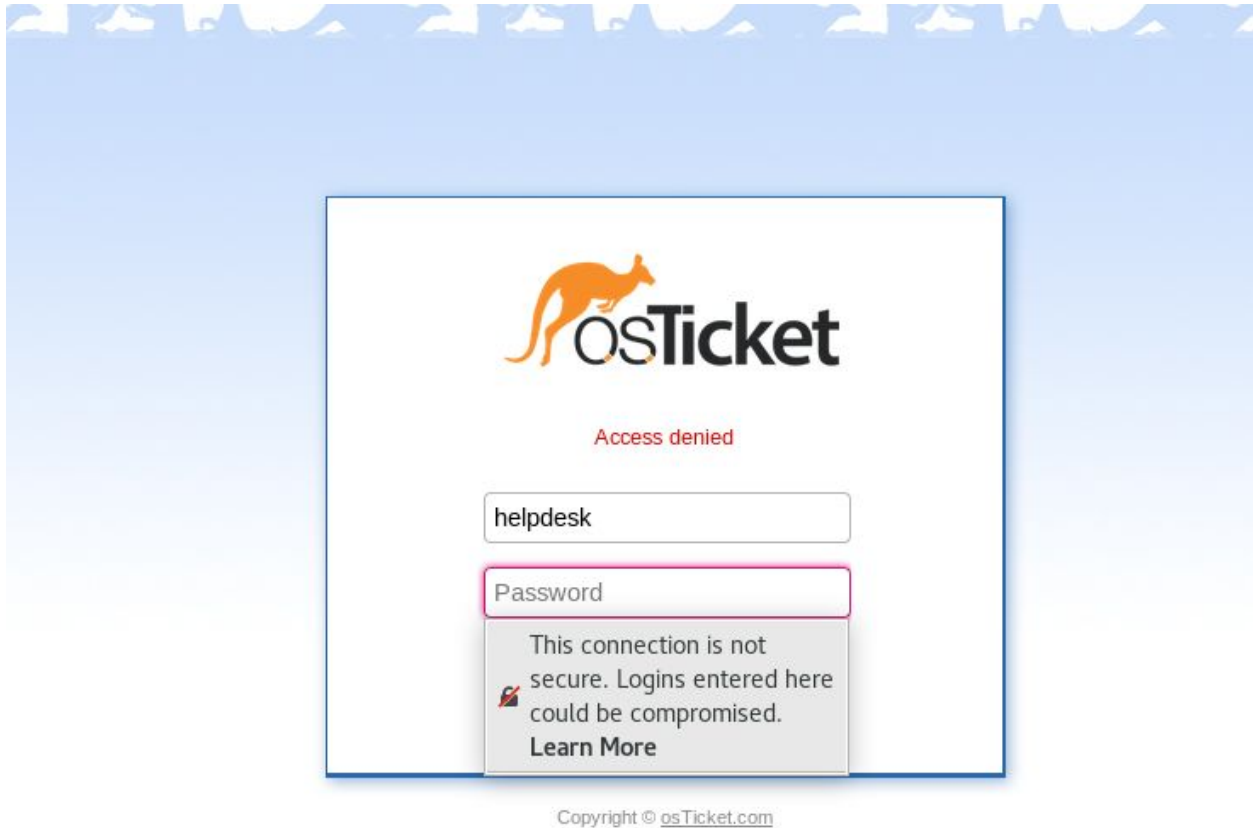 osTicket
Access denied
helpdesk
Password
This connection is not
secure. Logins entered here
could be compromised.
Learn More
Copyright © osTicket.com